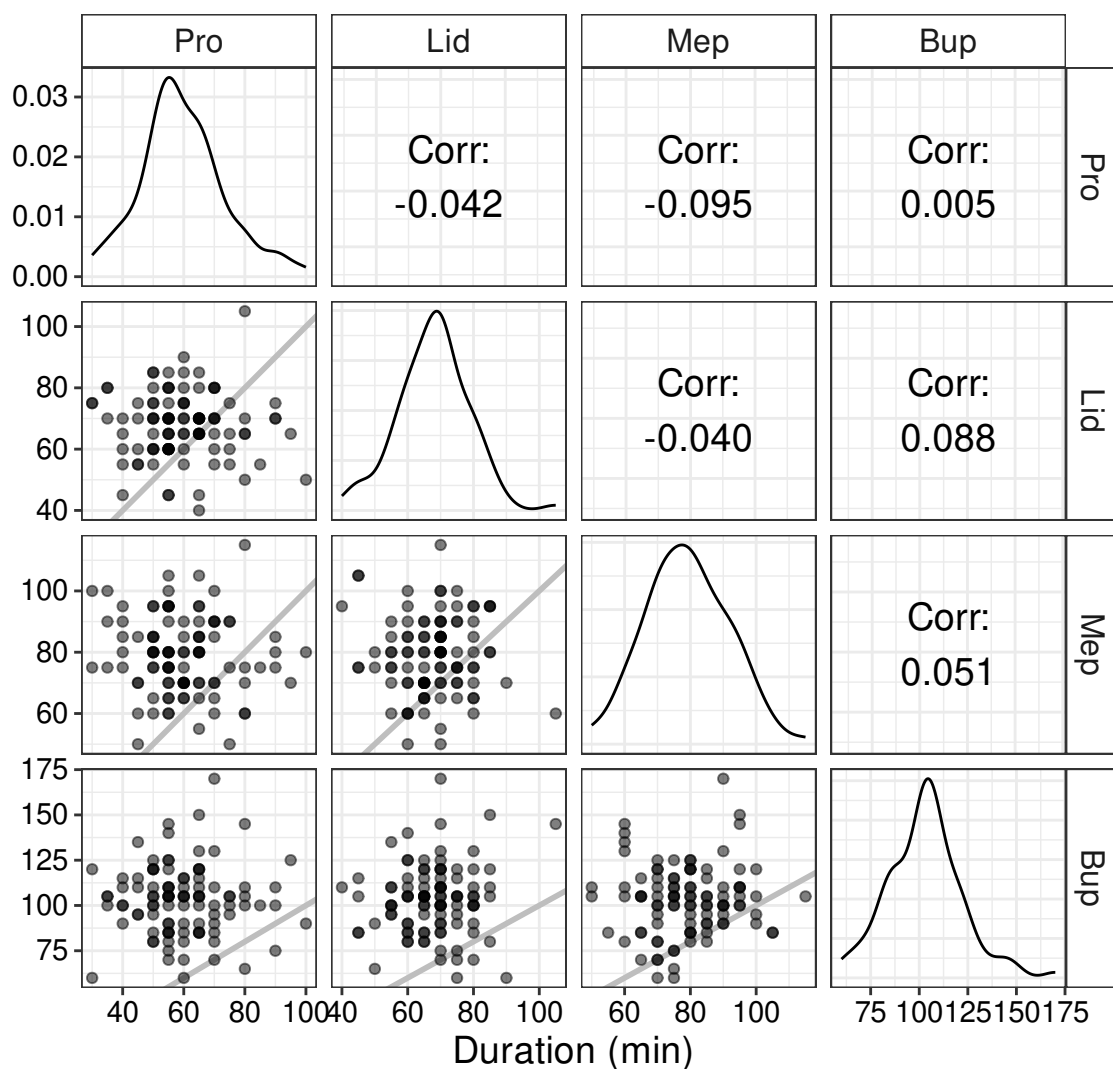 Pro Lid Mep Bup
0.03
0.02
0.01
0.00
Corr:
-0.042
Corr:
-0.095
Corr:
0.005
Pro
100
80
60
40
Corr:
-0.040
Corr:
0.088
Lid
100
80
60
Corr:
0.051
Mep
175
150
125
100
75
Bup
40 60 80 100 40 60 80 100 60 80 100 75 100 125 150 175
Duration (min)